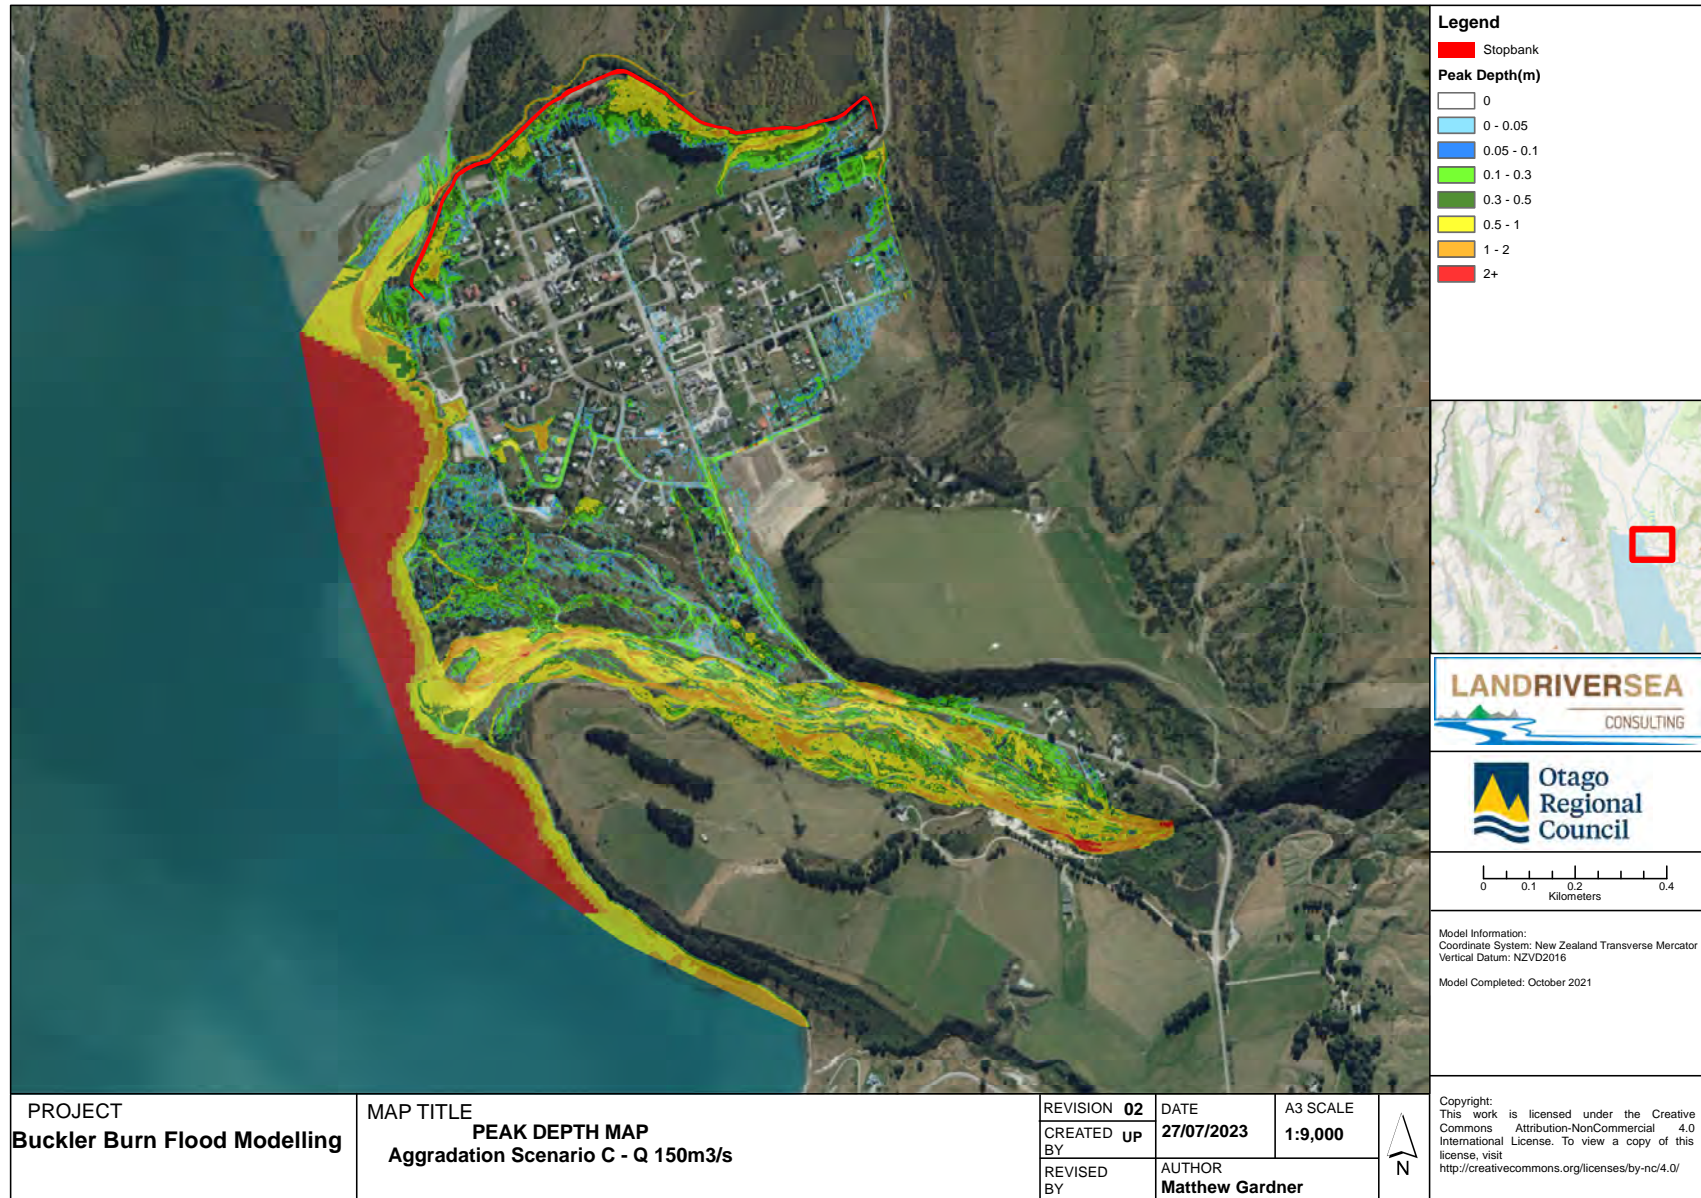 Legend
Stopbank
Peak Depth(m)
0
0 - 0.05
0.05 - 0.1
0.1 - 0.3
0.3 - 0.5
0.5 - 1
1 - 2
2+
LANDRIVERSEA
CONSULTING
Otago
Regional
Council
0 0.1 0.2 0.4
Kilometers
Model Information:
Coordinate System: New Zealand Transverse Mercator
Vertical Datum: NZVD2016
Model Completed: October 2021
Copyright:
This work is licensed under the Creative
Commons Attribution-NonCommercial 4.0
International License. To view a copy of this
license, visit
http://creativecommons.org/licenses/by-nc/4.0/
PROJECT
Buckler Burn Flood Modelling
MAP TITLE
PEAK DEPTH MAP
Aggradation Scenario C - Q 150m3/s
REVISION 02
CREATED UP
BY
REVISED
BY
DATE
27/07/2023
A3 SCALE
1:9,000
AUTHOR
Matthew Gardner
N